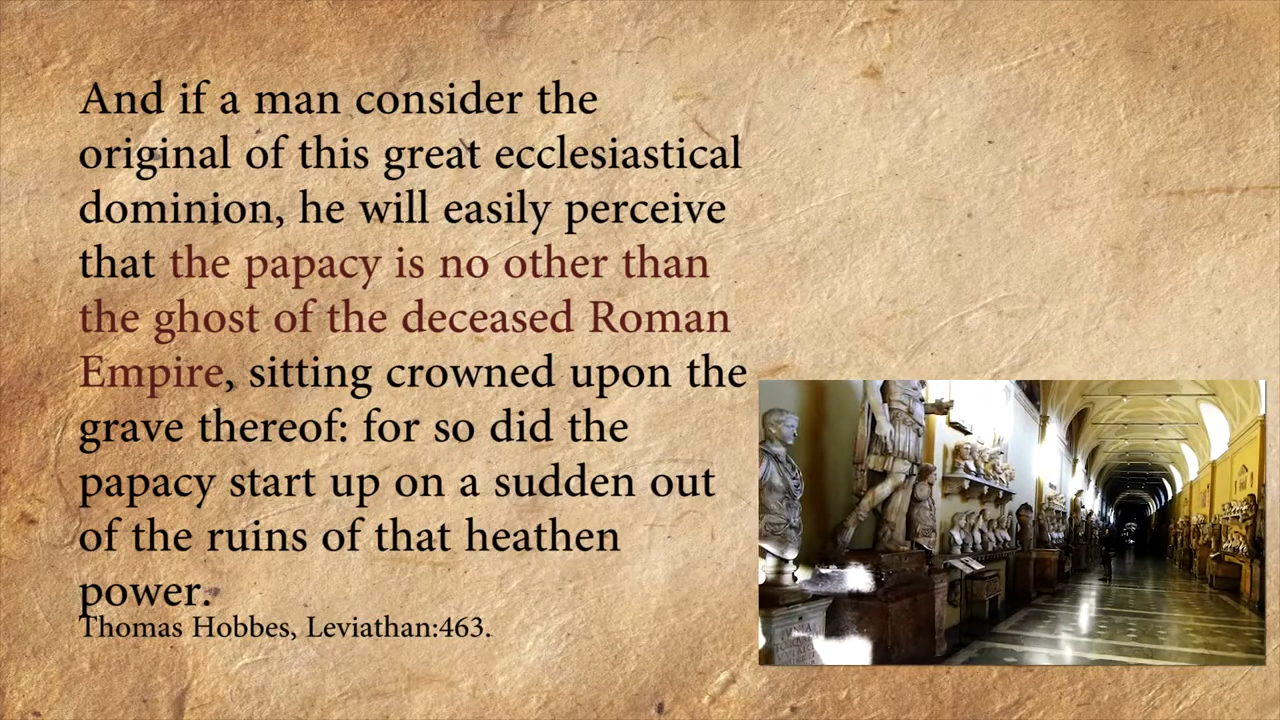 And if a man consider the
original of this great ecclesiastical
dominion, he will easily perceive
that the papacy is no other than
the ghost of the deceased Roman
Empire, sitting crowned upon the
grave thereof: for so did the
papacy start up on a sudden out
of the ruins of that heathen
power.
Thomas Hobbes, Leviathan:463.